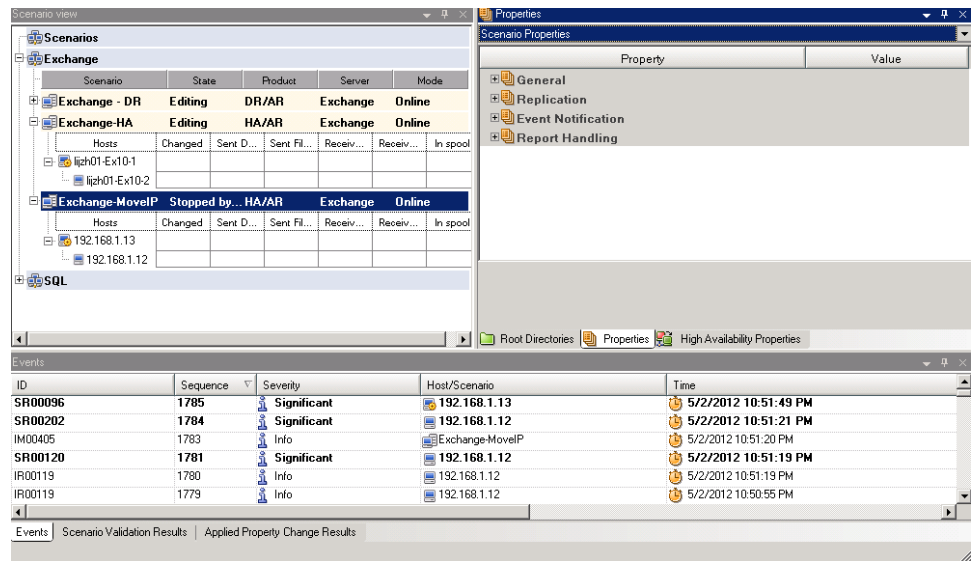 Scenario view
Scenarios
Exchange
Scenario State Product Server Mode
Exchange - DR Editing DR/AR Exchange Online
Exchange-HA Editing HA/AR Exchange Online
Hosts Changed Sent D... Sent Fil... Receiv... Receiv... In spool
lijzh01-Ex10-1
lijzh01-Ex10-2
Exchange-MoveIP Stopped by... HA/AR Exchange Online
Hosts Changed Sent D... Sent Fil... Receiv... Receiv... In spool
192.168.1.13
192.168.1.12
SQL
Properties
Scenario Properties
Property Value
General
Replication
Event Notification
Report Handling
Root Directories Properties High Availability Properties
Events
ID Sequence Severity Host/Scenario Time
SR00096 1785 Significant 192.168.1.13 5/2/2012 10:51:49 PM
SR00202 1784 Significant 192.168.1.12 5/2/2012 10:51:21 PM
IM00405 1783 Info Exchange-MoveIP 5/2/2012 10:51:20 PM
SR00120 1781 Significant 192.168.1.12 5/2/2012 10:51:19 PM
IR00119 1780 Info 192.168.1.12 5/2/2012 10:51:19 PM
IR00119 1779 Info 192.168.1.12 5/2/2012 10:50:55 PM
Events Scenario Validation Results Applied Property Change Results